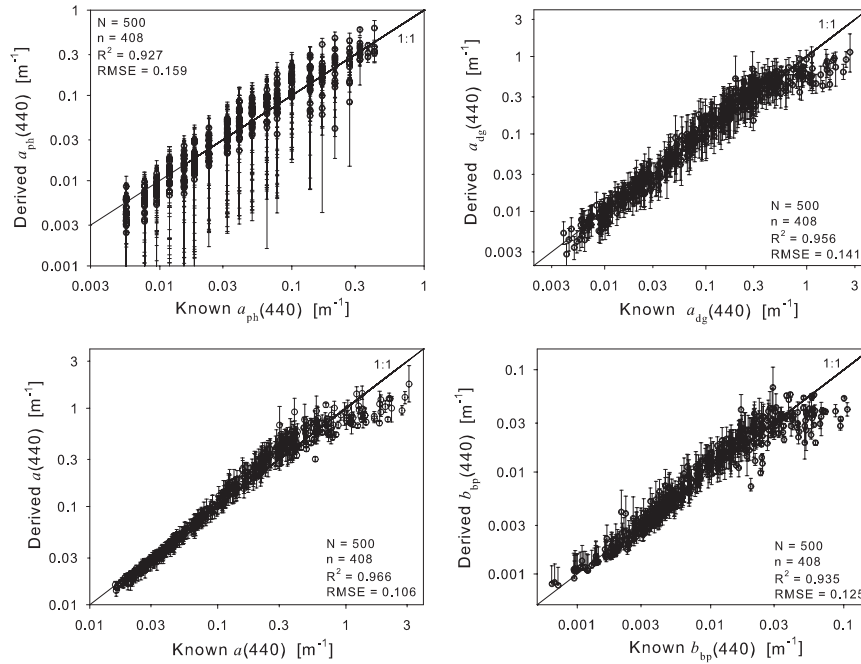 1
0.3
0.1
0.03
0.01
0.003
0.001
Derived a_ph(440) [m⁻¹]
N = 500
n = 408
R² = 0.927
RMSE = 0.159
1:1
0.003 0.01 0.03 0.1 0.3 1
Known a_ph(440) [m⁻¹]
3
1
0.3
0.1
0.03
0.01
0.003
Derived a_dg(440) [m⁻¹]
1:1
N = 500
n = 408
R² = 0.956
RMSE = 0.141
0.003 0.01 0.03 0.1 0.3 1 3
Known a_dg(440) [m⁻¹]
3
1
0.3
0.1
0.03
0.01
Derived a(440) [m⁻¹]
1:1
N = 500
n = 408
R² = 0.966
RMSE = 0.106
0.01 0.03 0.1 0.3 1 3
Known a(440) [m⁻¹]
0.1
0.03
0.01
0.003
0.001
Derived b_bp(440) [m⁻¹]
1:1
N = 500
n = 408
R² = 0.935
RMSE = 0.125
0.001 0.003 0.01 0.03 0.1
Known b_bp(440) [m⁻¹]